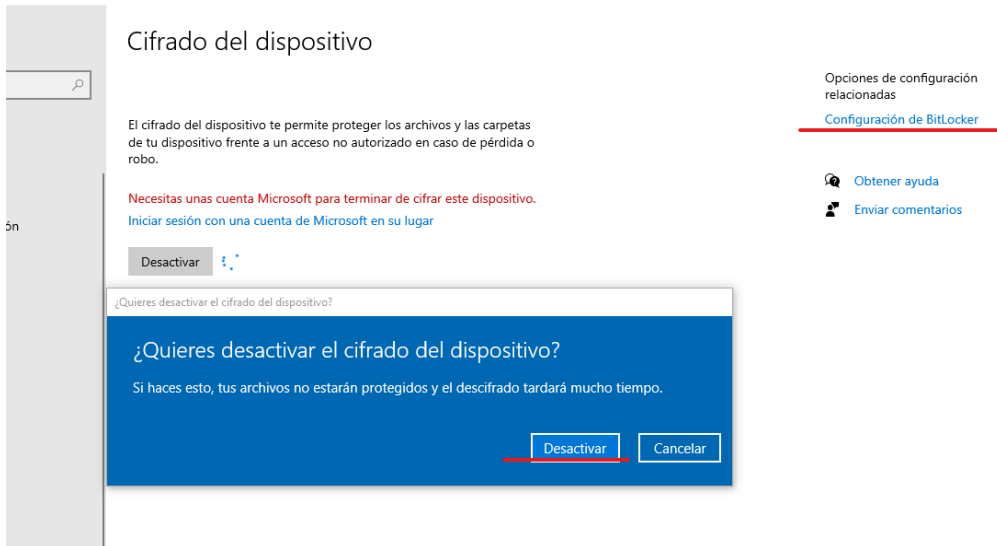 Cifrado del dispositivo
El cifrado del dispositivo te permite proteger los archivos y las carpetas
de tu dispositivo frente a un acceso no autorizado en caso de pérdida o
robo.
Necesitas unas cuenta Microsoft para terminar de cifrar este dispositivo.
Iniciar sesión con una cuenta de Microsoft en su lugar
ón
Desactivar
¿Quieres desactivar el cifrado del dispositivo?
¿Quieres desactivar el cifrado del dispositivo?
Si haces esto, tus archivos no estarán protegidos y el descifrado tardará mucho tiempo.
Desactivar
Cancelar
Opciones de configuración
relacionadas
Configuración de BitLocker
Obtener ayuda
Enviar comentarios